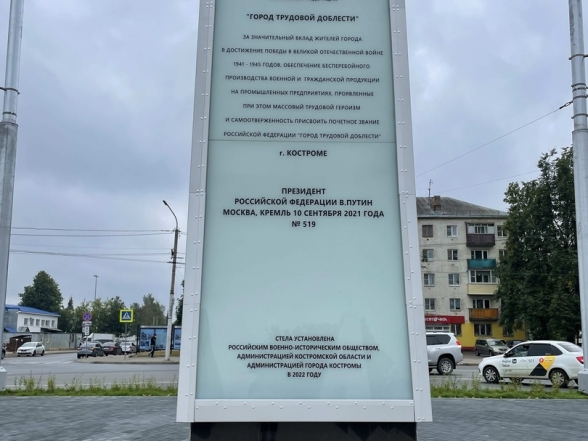 "ГОРОД ТРУДОВОЙ ДОБЛЕСТИ"
ЗА ЗНАЧИТЕЛЬНЫЙ ВКЛАД ЖИТЕЛЕЙ ГОРОДА
В ДОСТИЖЕНИЕ ПОБЕДЫ В ВЕЛИКОЙ ОТЕЧЕСТВЕННОЙ ВОЙНЕ
1941 - 1945 ГОДОВ, ОБЕСПЕЧЕНИЕ БЕСПЕРЕБОЙНОГО
ПРОИЗВОДСТВА ВОЕННОЙ И ГРАЖДАНСКОЙ ПРОДУКЦИИ
НА ПРОМЫШЛЕННЫХ ПРЕДПРИЯТИЯХ, ПРОЯВЛЕННЫЕ
ПРИ ЭТОМ МАССОВЫЙ ТРУДОВОЙ ГЕРОИЗМ
И САМООТВЕРЖЕННОСТЬ ПРИСВОИТЬ ПОЧЕТНОЕ ЗВАНИЕ
РОССИЙСКОЙ ФЕДЕРАЦИИ "ГОРОД ТРУДОВОЙ ДОБЛЕСТИ"
г. КОСТРОМЕ
ПРЕЗИДЕНТ
РОССИЙСКОЙ ФЕДЕРАЦИИ В.ПУТИН
МОСКВА, КРЕМЛЬ 10 СЕНТЯБРЯ 2021 ГОДА
№ 519
СТЕЛА УСТАНОВЛЕНА
РОССИЙСКИМ ВОЕННО-ИСТОРИЧЕСКИМ ОБЩЕСТВОМ,
АДМИНИСТРАЦИЕЙ КОСТРОМСКОЙ ОБЛАСТИ И
АДМИНИСТРАЦИЕЙ ГОРОДА КОСТРОМЫ
В 2022 ГОДУ